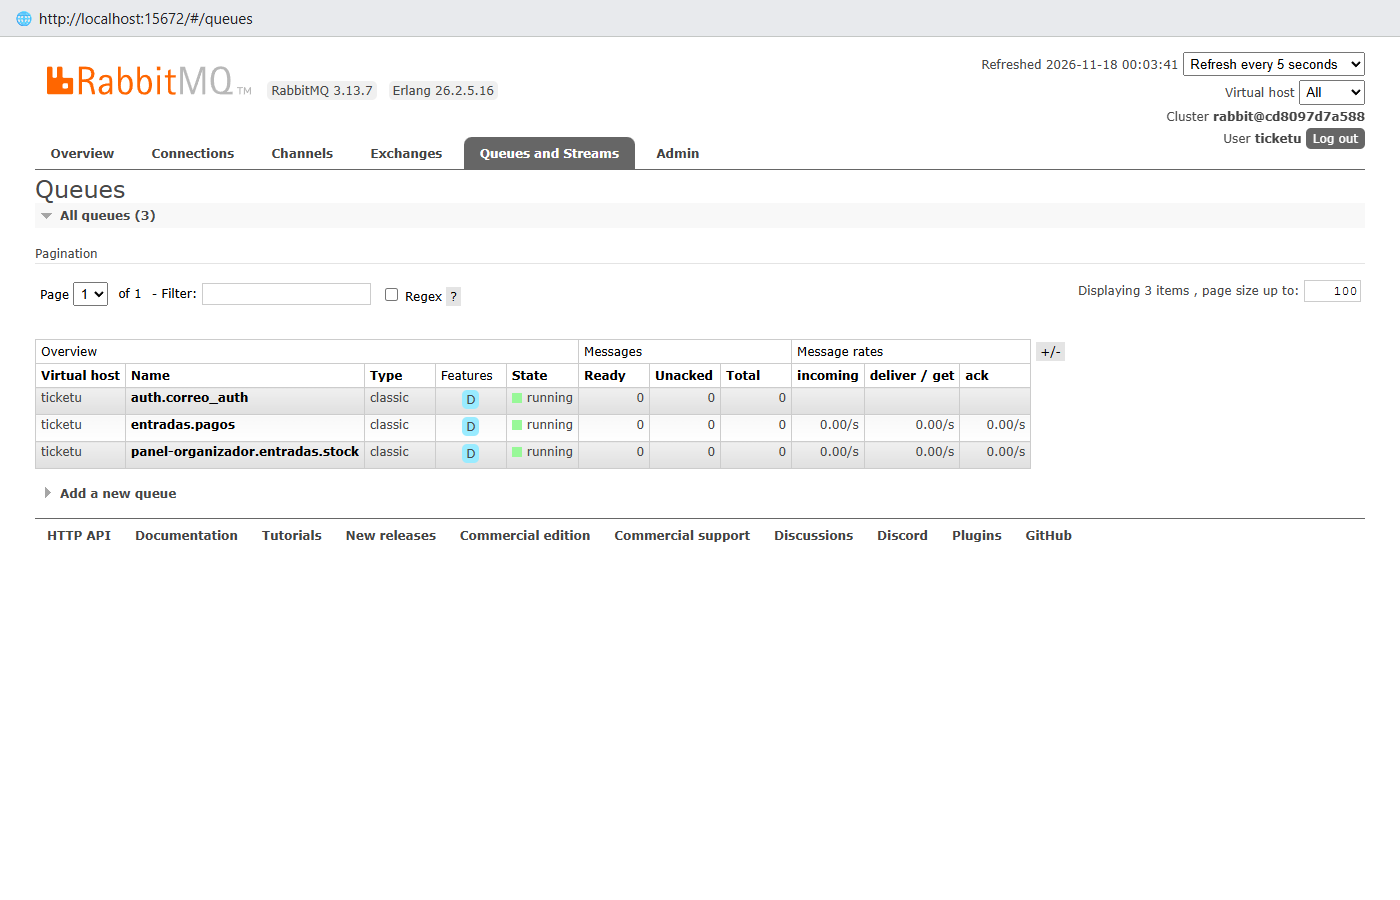 http://localhost:15672/#/queues
RabbitMQ TM RabbitMQ 3.13.7 Erlang 26.2.5.16
Refreshed 2026-11-18 00:03:41 Refresh every 5 seconds
Virtual host All
Cluster rabbit@cd8097d7a588
User ticketu Log out
Overview Connections Channels Exchanges Queues and Streams Admin
Queues
All queues (3)
Pagination
Page 1 of 1 - Filter: Regex ? Displaying 3 items , page size up to: 100
Overview Messages Message rates +/-
Virtual host Name Type Features State Ready Unacked Total incoming deliver / get ack
ticketu auth.correo_auth classic D running 0 0 0
ticketu entradas.pagos classic D running 0 0 0 0.00/s 0.00/s 0.00/s
ticketu panel-organizador.entradas.stock classic D running 0 0 0 0.00/s 0.00/s 0.00/s
Add a new queue
HTTP API Documentation Tutorials New releases Commercial edition Commercial support Discussions Discord Plugins GitHub